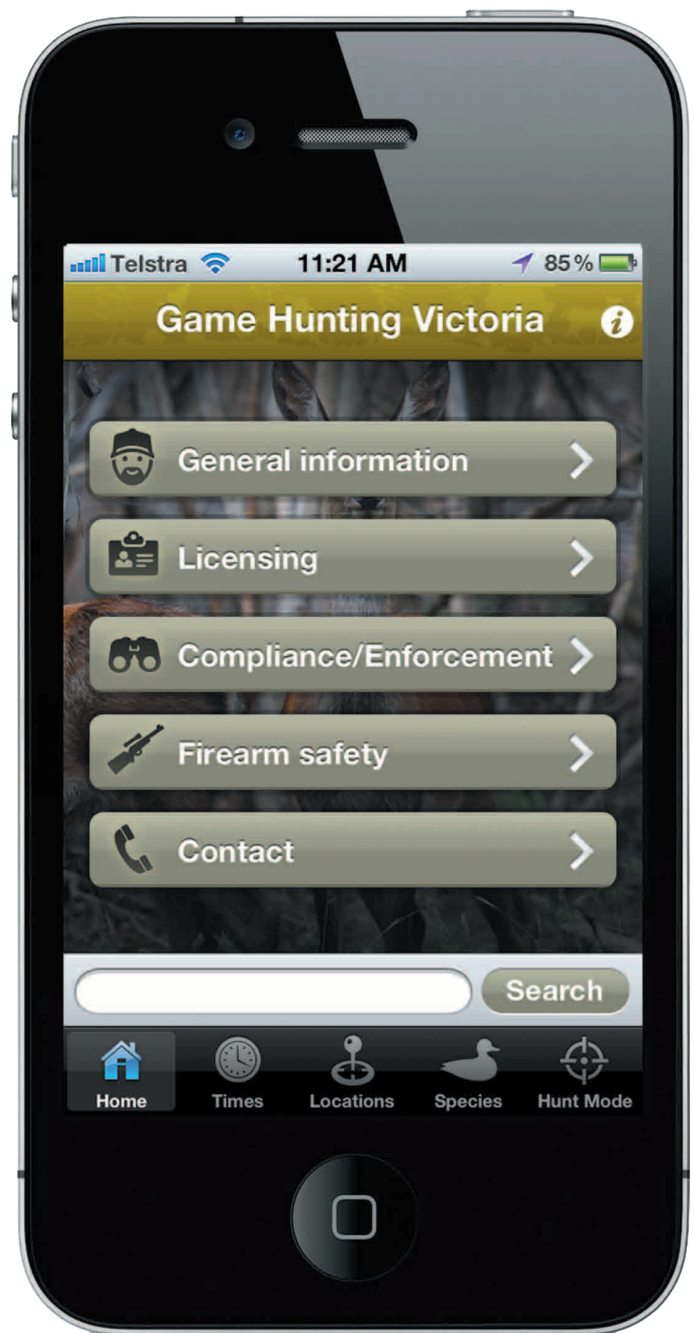 Telstra 11:21 AM 85%
Game Hunting Victoria i
General information
Licensing
Compliance/Enforcement
Firearm safety
Contact
Search
Home Times Locations Species Hunt Mode